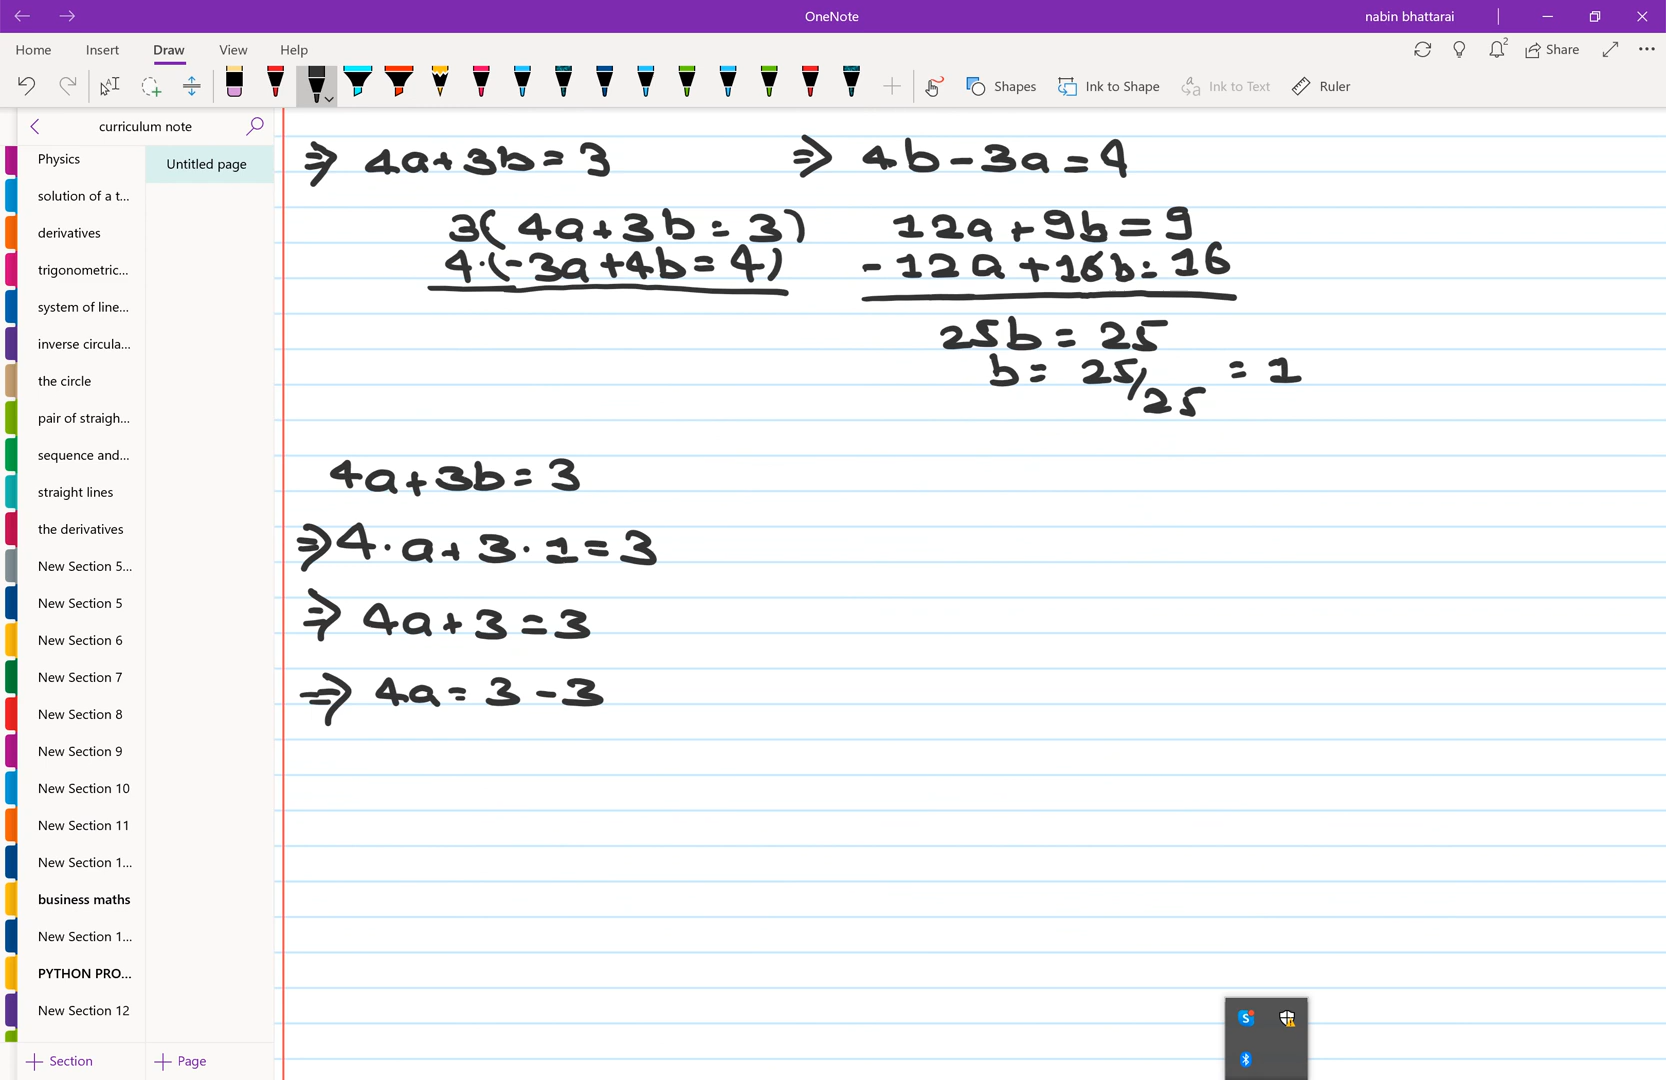 OneNote
nabin bhattarai
Home Insert Draw View Help
2 Share
Shapes Ink to Shape Ink to Text Ruler
curriculum note
Untitled page
Physics
solution of a t...
derivatives
trigonometric...
system of line...
inverse circula...
the circle
pair of straigh...
sequence and...
straight lines
the derivatives
New Section 5...
New Section 5
New Section 6
New Section 7
New Section 8
New Section 9
New Section 10
New Section 11
New Section 1...
business maths
New Section 1...
PYTHON PRO...
New Section 12
+ Section + Page
⇒ 4a+3b=3 ⇒ 4b-3a=4
3(4a+3b=3) 12a+9b=9
4·(-3a+4b=4) -12a+16b=16
25b=25
b=25/25=1
4a+3b=3
⇒4·a+3·1=3
⇒ 4a+3=3
⇒ 4a=3-3